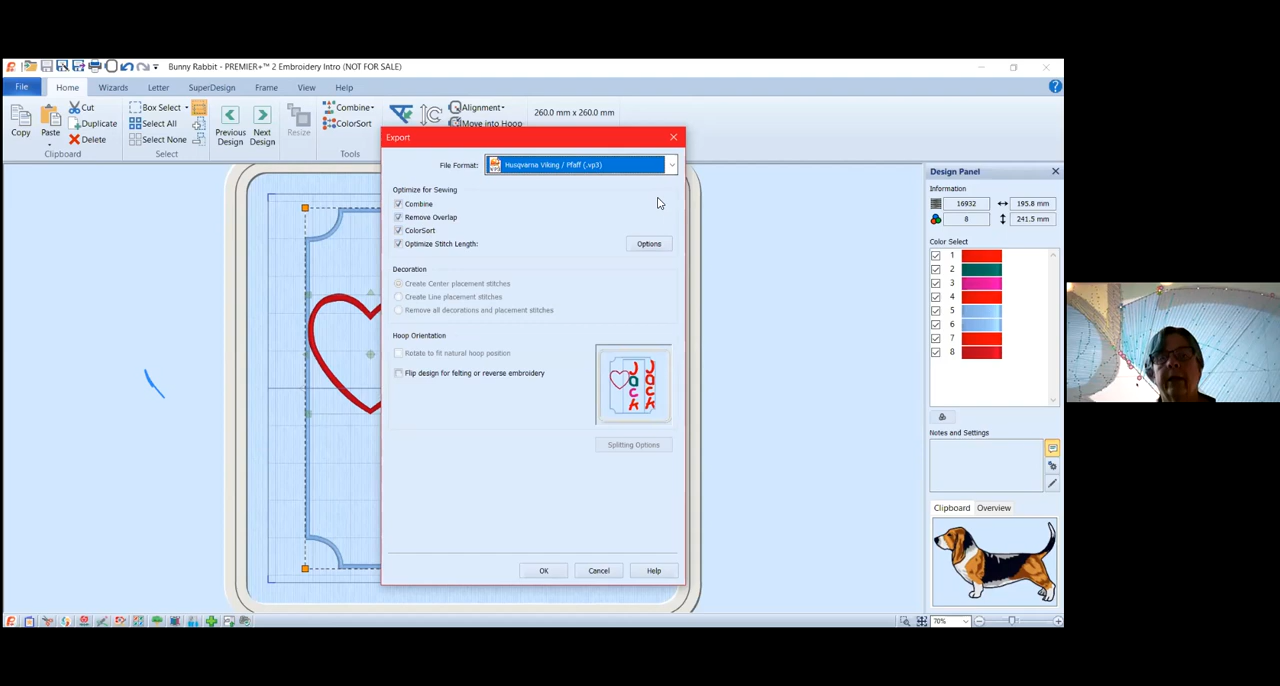 Bunny Rabbit - PREMIER+™ 2 Embroidery Intro (NOT FOR SALE)
File Home Wizards Letter SuperDesign Frame View Help
Copy
Paste
Cut
Duplicate
Delete
Clipboard
Box Select
Select All
Select None
Select
Previous Design
Next Design
Resize
Combine
ColorSort
Tools
Alignment
Move into Hoop
260.0 mm x 260.0 mm
Export
File Format: Husqvarna Viking / Pfaff (.vp3)
Optimize for Sewing
Combine
Remove Overlap
ColorSort
Optimize Stitch Length: Options
Decoration
Create Center placement stitches
Create Line placement stitches
Remove all decorations and placement stitches
Hoop Orientation
Rotate to fit natural hoop position
Flip design for felting or reverse embroidery
Jack Jack
Splitting Options
OK Cancel Help
Design Panel
Information
16932 195.8 mm
8 241.5 mm
Color Select
1
2
3
4
5
6
7
8
Notes and Settings
Clipboard Overview
70%